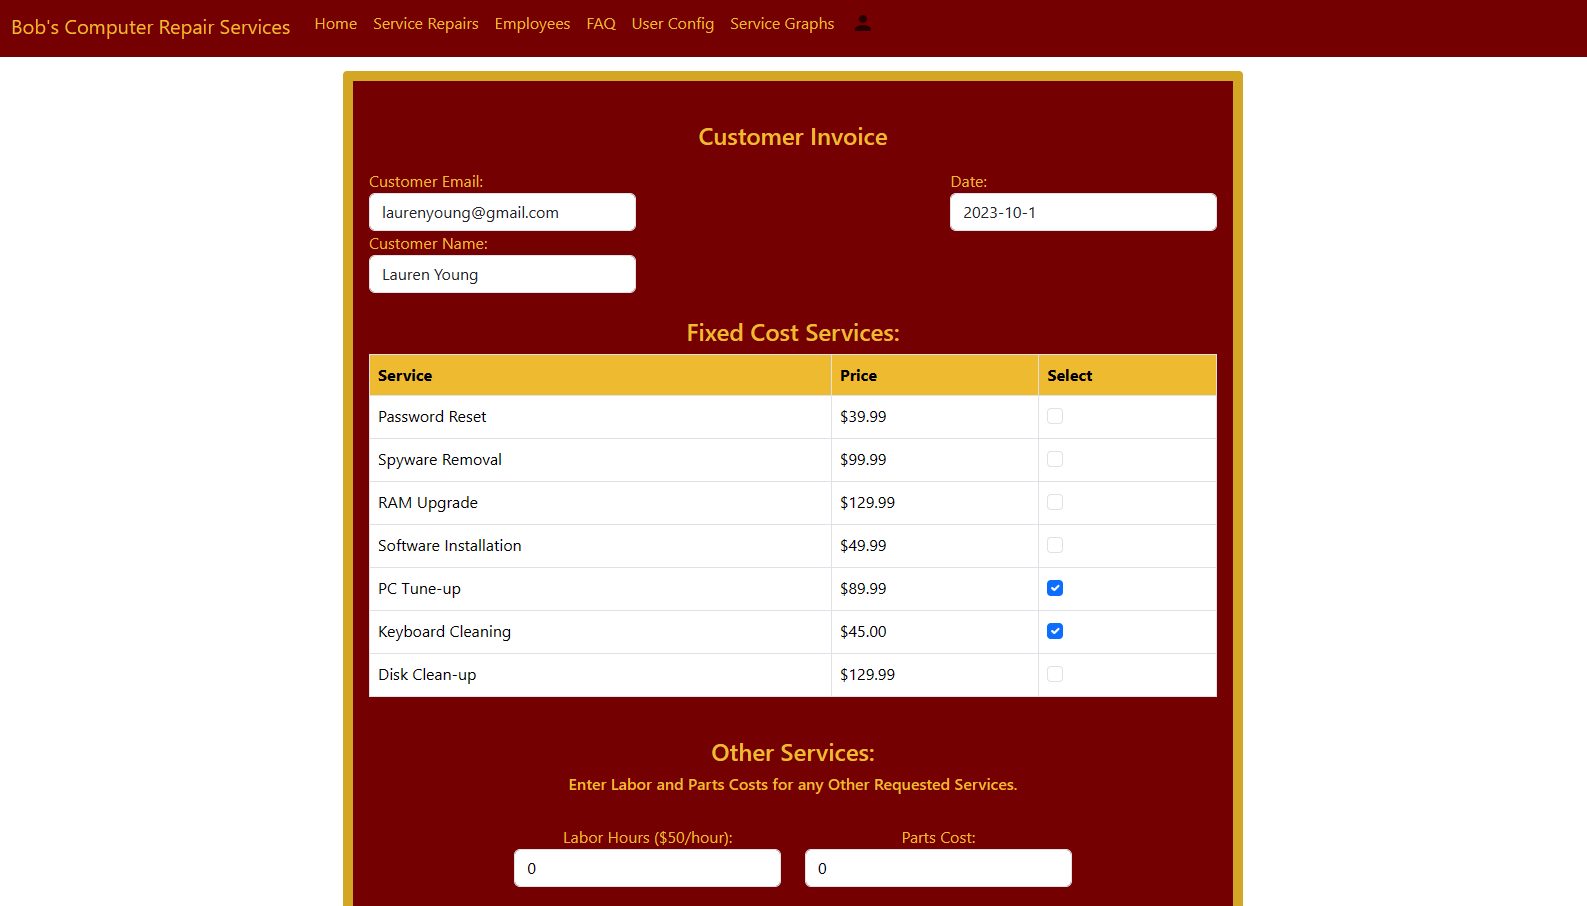 Bob's Computer Repair Services Home Service Repairs Employees FAQ User Config Service Graphs
Customer Invoice
Customer Email: Date:
laurenyoung@gmail.com 2023-10-1
Customer Name:
Lauren Young
Fixed Cost Services:
Service Price Select
Password Reset $39.99
Spyware Removal $99.99
RAM Upgrade $129.99
Software Installation $49.99
PC Tune-up $89.99
Keyboard Cleaning $45.00
Disk Clean-up $129.99
Other Services:
Enter Labor and Parts Costs for any Other Requested Services.
Labor Hours ($50/hour): Parts Cost:
0 0